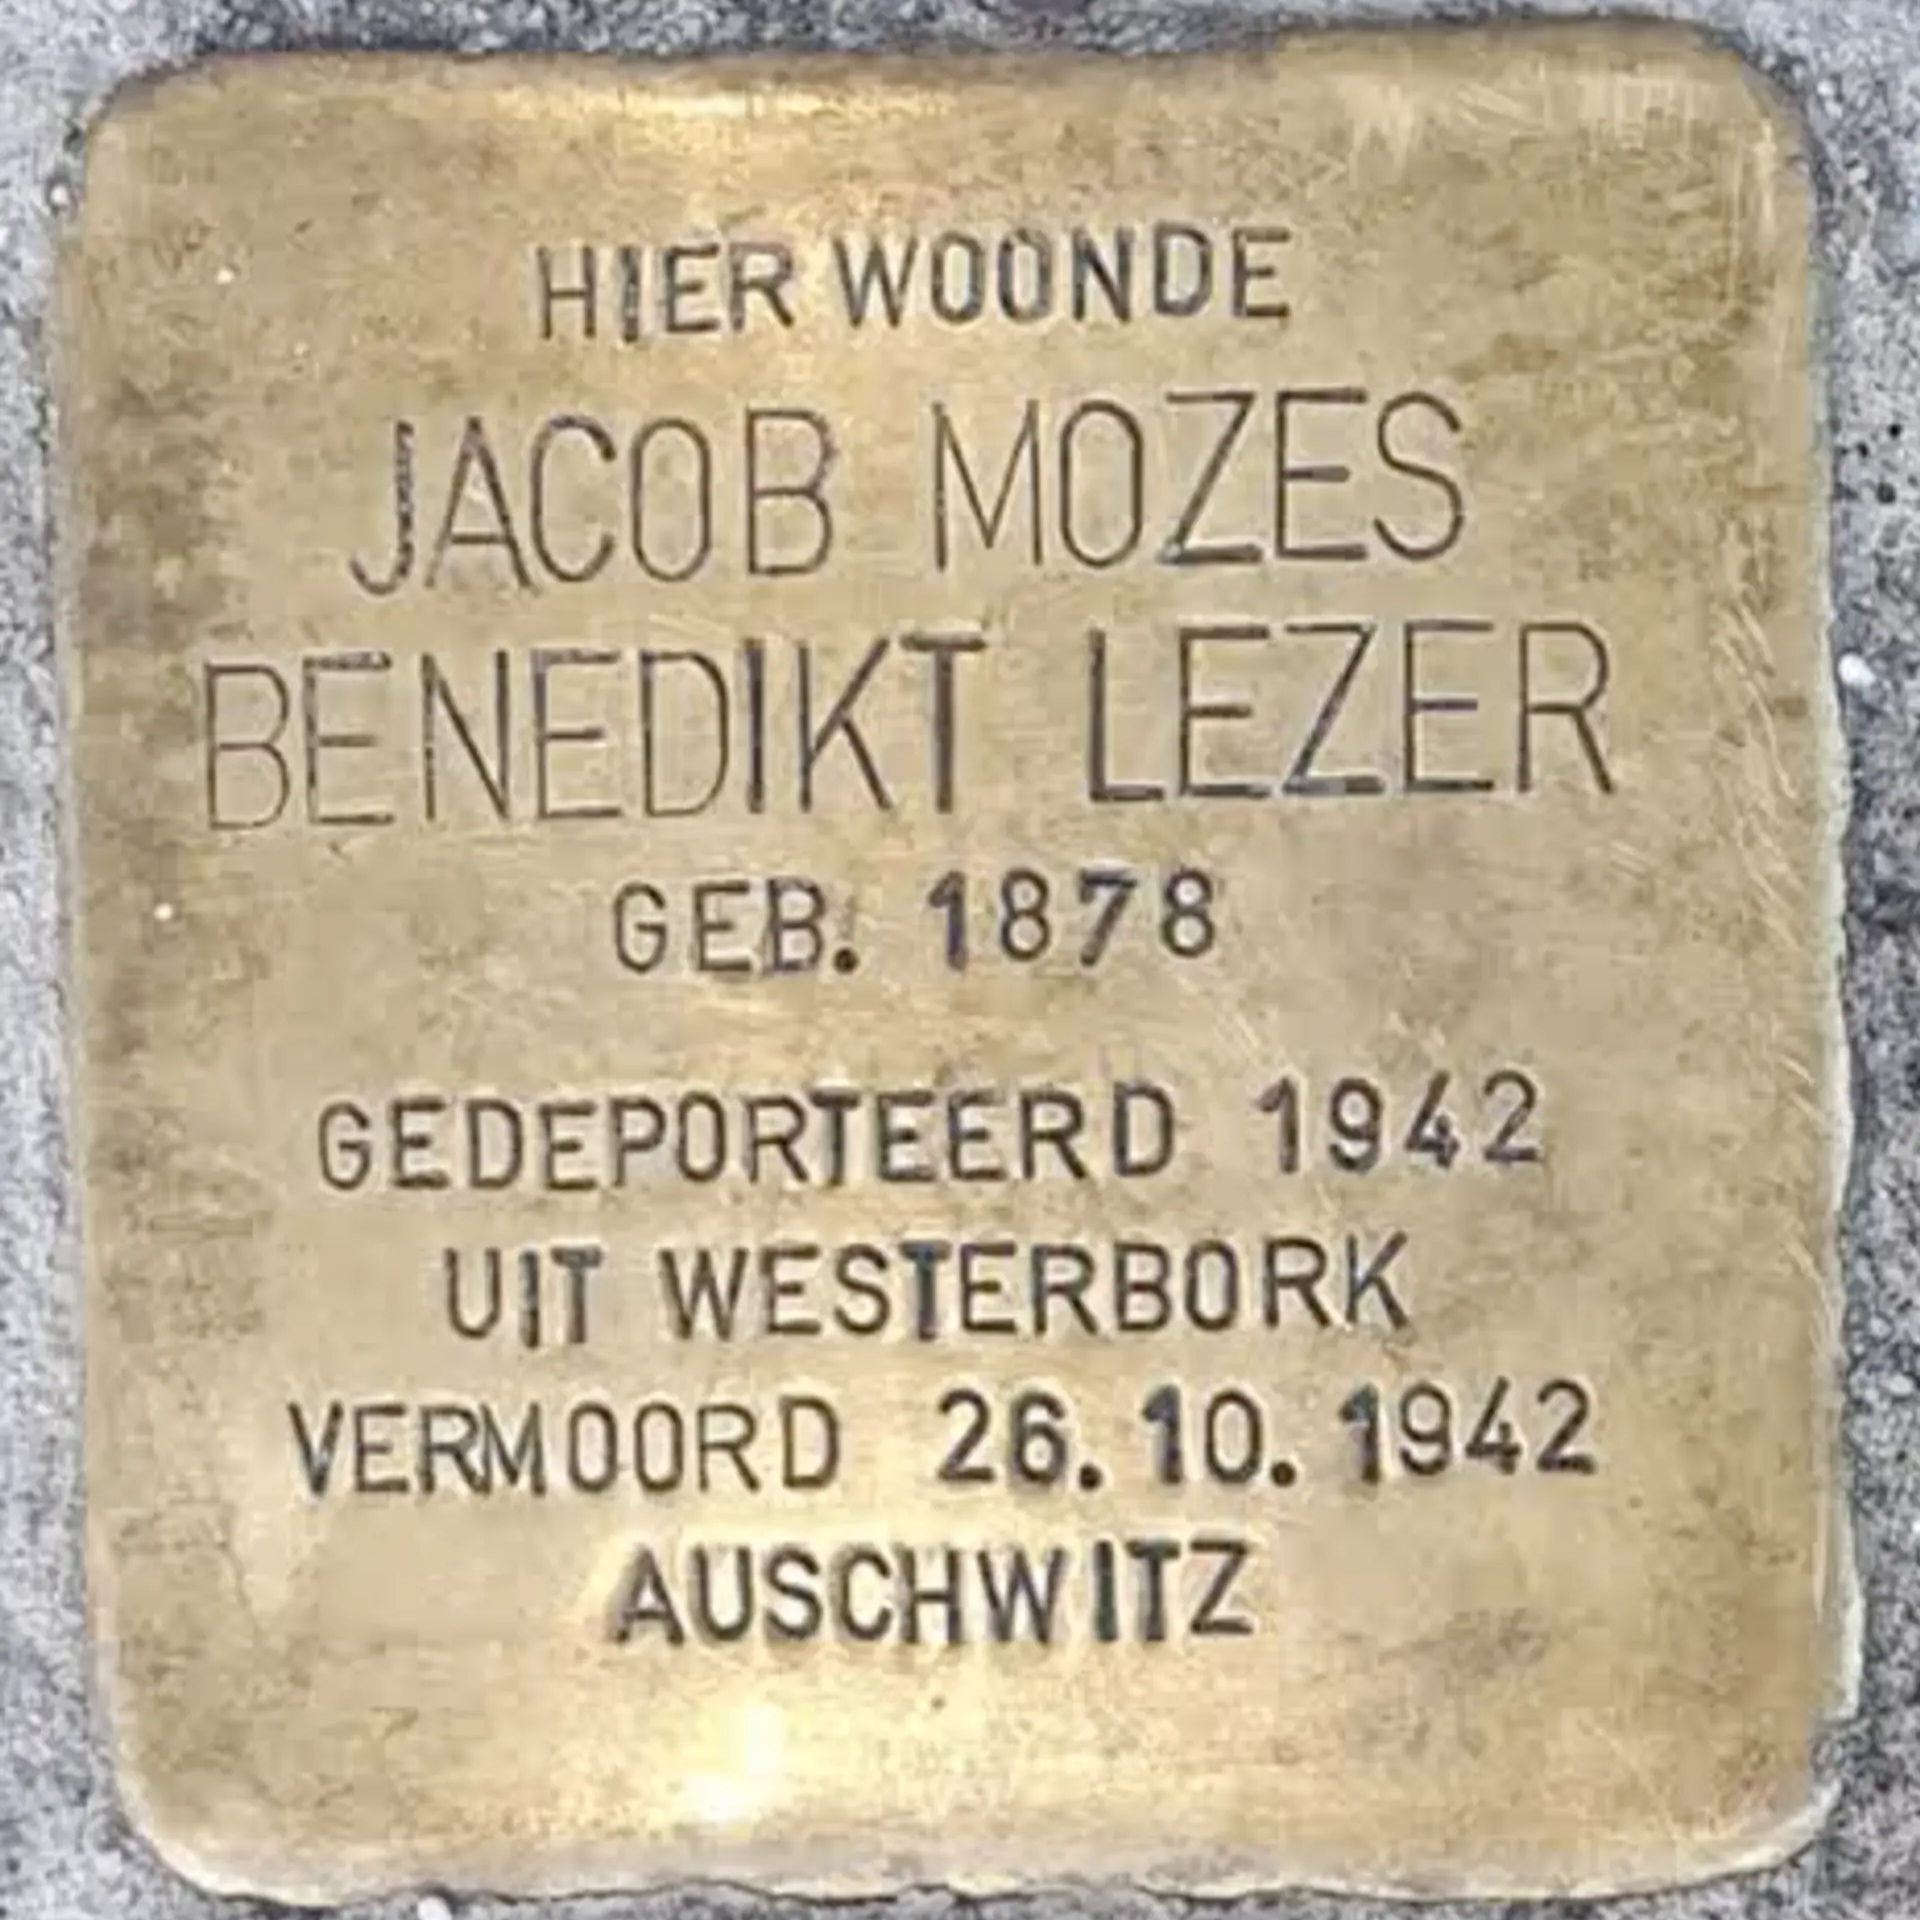 HIER WOONDE
JACOB MOZES
BENEDIKT LEZER
GEB. 1878
GEDEPORTEERD 1942
UIT WESTERBORK
VERMOORD 26.10.1942
AUSCHWITZ